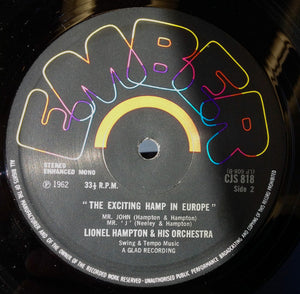 EMBER
STEREO
ENHANCED MONO
℗ 1962
33⅓ R.P.M.
(LP 608-B)
CJS 818
Side 2
"THE EXCITING HAMP IN EUROPE"
MR. JOHN (Hampton & Hampton)
MR. 'J' (Neeley & Hampton)
LIONEL HAMPTON & HIS ORCHESTRA
Swing & Tempo Music
A GLAD RECORDING
ALL RIGHTS OF THE MANUFACTURER AND OF THE OWNER OF THE RECORDED WORK RESERVED - UNAUTHORISED PUBLIC PERFORMANCE, BROADCASTING AND COPYING OF THIS RECORD PROHIBITED